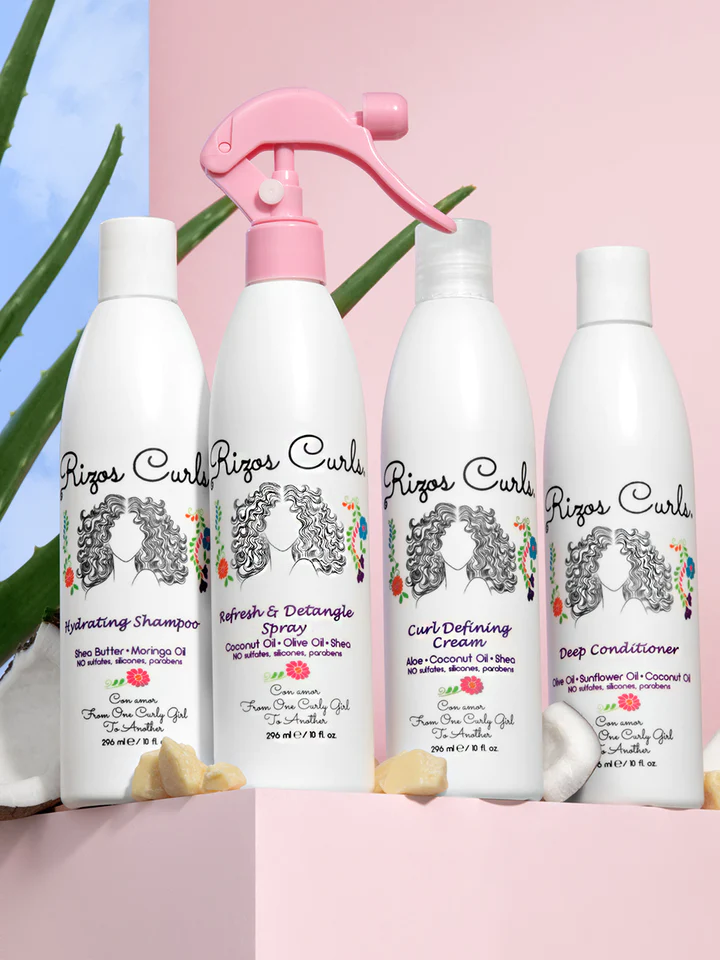 Rizos Curls
Hydrating Shampoo
Shea Butter • Moringa Oil
NO sulfates, silicones, parabens
Con amor
From One Curly Girl
To Another
296 ml ℮ / 10 fl. oz.
Rizos Curls.
Refresh & Detangle
Spray
Coconut Oil • Olive Oil • Shea
NO sulfates, silicones, parabens
Con amor
From One Curly Girl
To Another
296 ml ℮ / 10 fl. oz.
Rizos Curls.
Curl Defining
Cream
Aloe • Coconut Oil • Shea
NO sulfates, silicones, parabens
Con amor
From One Curly Girl
To Another
296 ml ℮ / 10 fl. oz.
Rizos Curls.
Deep Conditioner
Olive Oil • Sunflower Oil • Coconut Oil
NO sulfates, silicones, parabens
Con amor
One Curly Girl
Another
6 ml ℮ / 10 fl. oz.